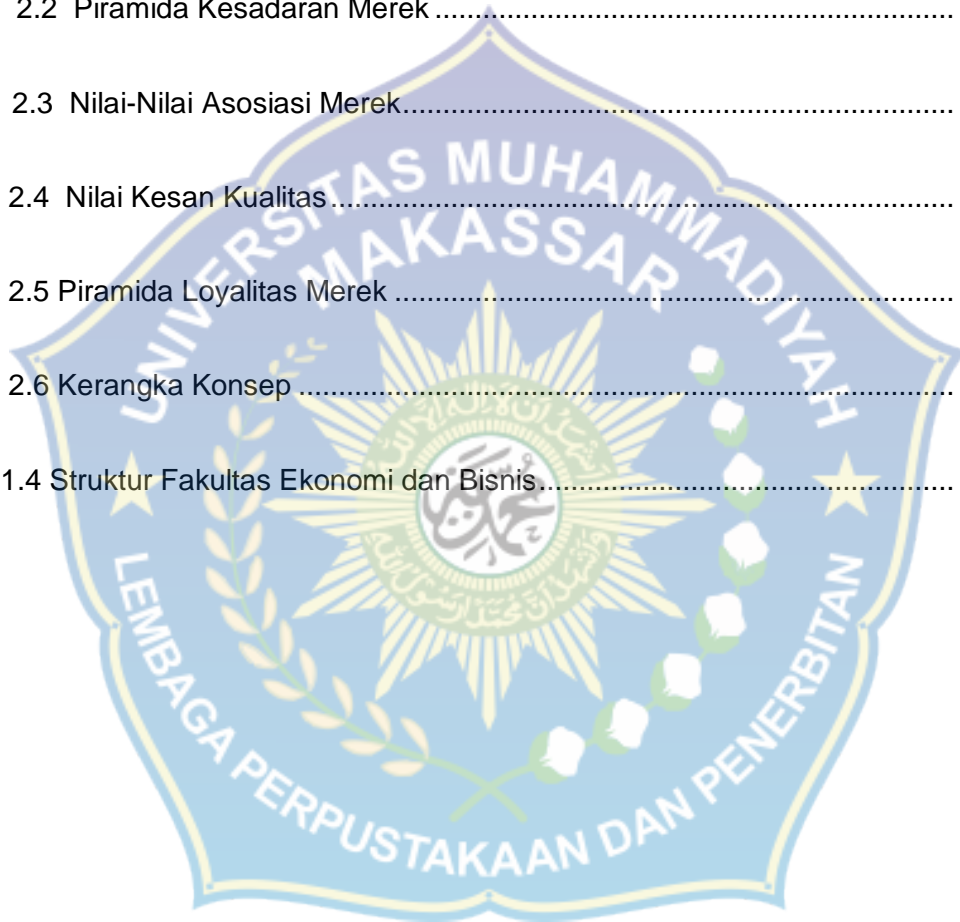 2.2 Piramida Kesadaran Merek ........................................................................
2.3 Nilai-Nilai Asosiasi Merek........................................................................
2.4 Nilai Kesan Kualitas........................................................................
2.5 Piramida Loyalitas Merek ........................................................................
2.6 Kerangka Konsep ........................................................................
1.4 Struktur Fakultas Ekonomi dan Bisnis........................................................
UNIVERSITAS MUHAMMADIYAH
MAKASSAR
LEMBAGA PERPUSTAKAAN DAN PENERBITAN